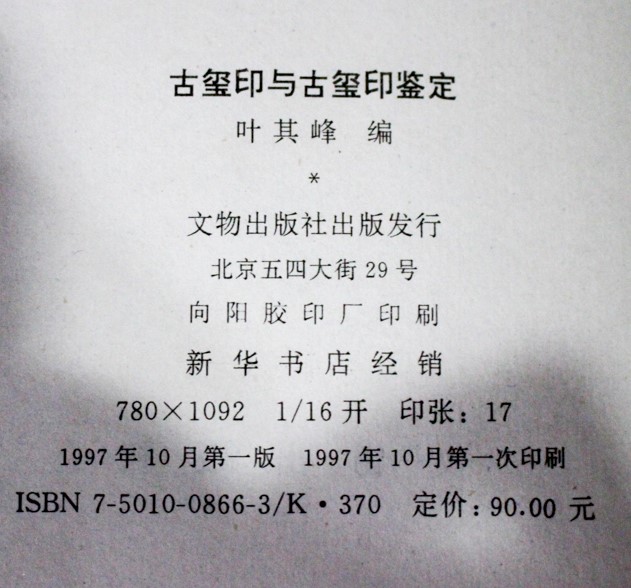 古玺印与古玺印鉴定
叶其峰 编
*
文物出版社出版发行
北京五四大街29号
向阳胶印厂印刷
新华书店经销
780×1092 1/16开 印张:17
1997年10月第一版 1997年10月第一次印刷
ISBN 7-5010-0866-3/K·370 定价:90.00元